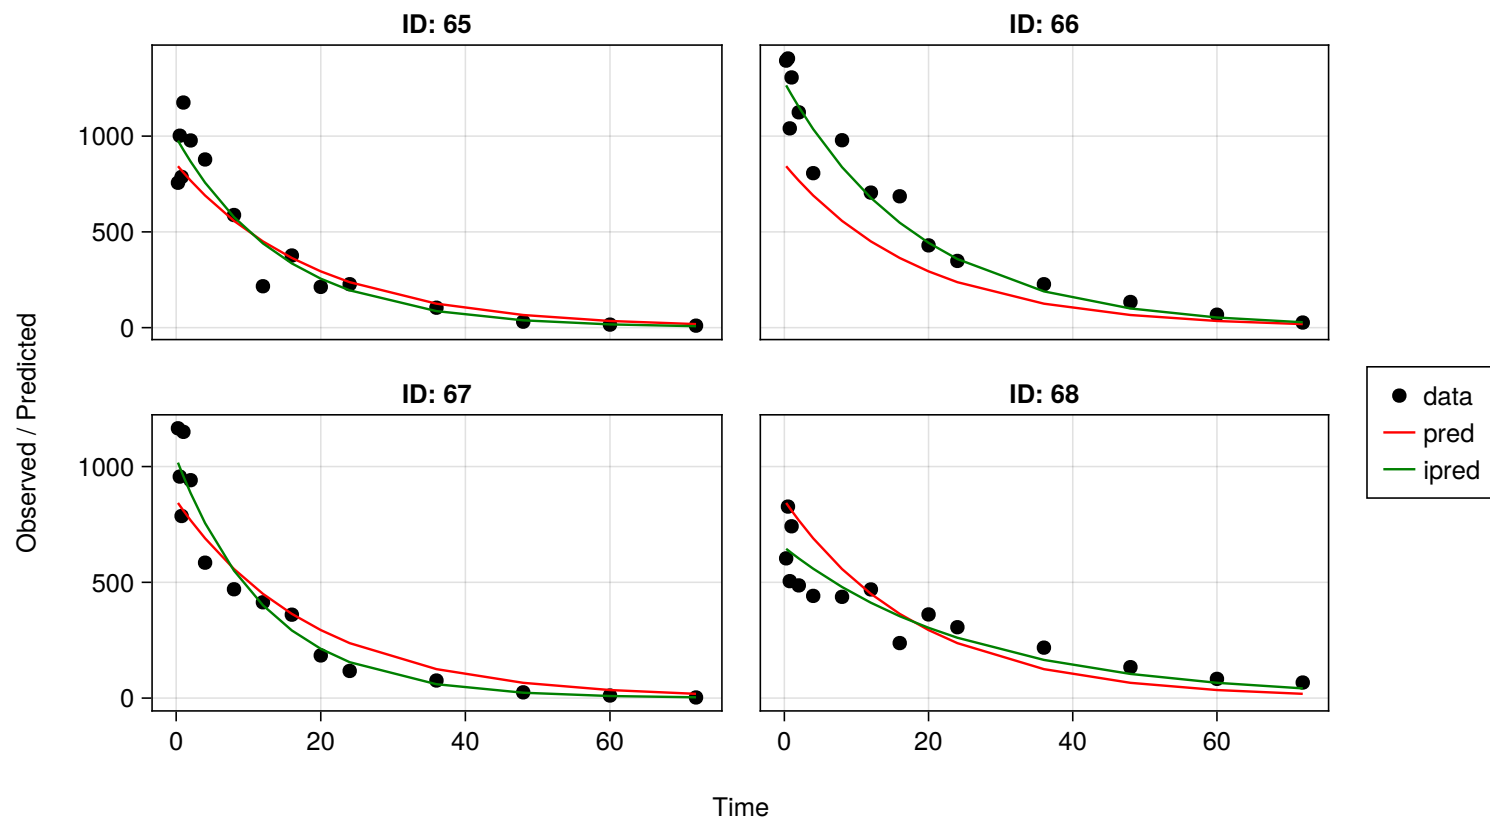 ID: 65
ID: 66
1000
500
0
ID: 67
ID: 68
1000
500
0
0 20 40 60
0 20 40 60
Time
Observed / Predicted
data
pred
ipred